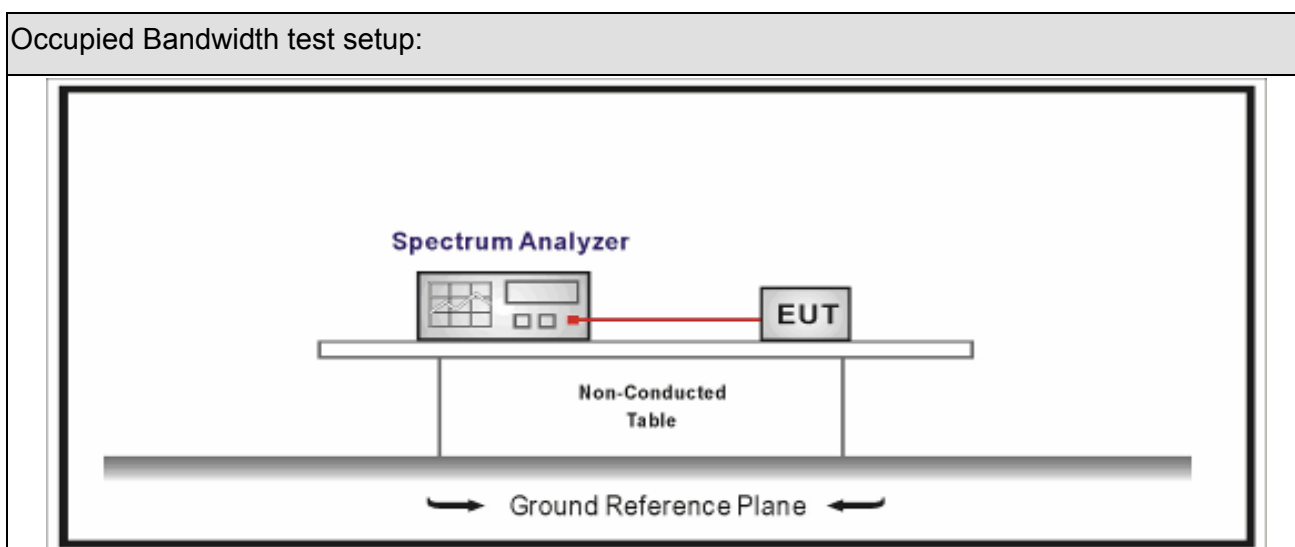 Occupied Bandwidth test setup:
Spectrum Analyzer
EUT
Non-Conducted
Table
Ground Reference Plane